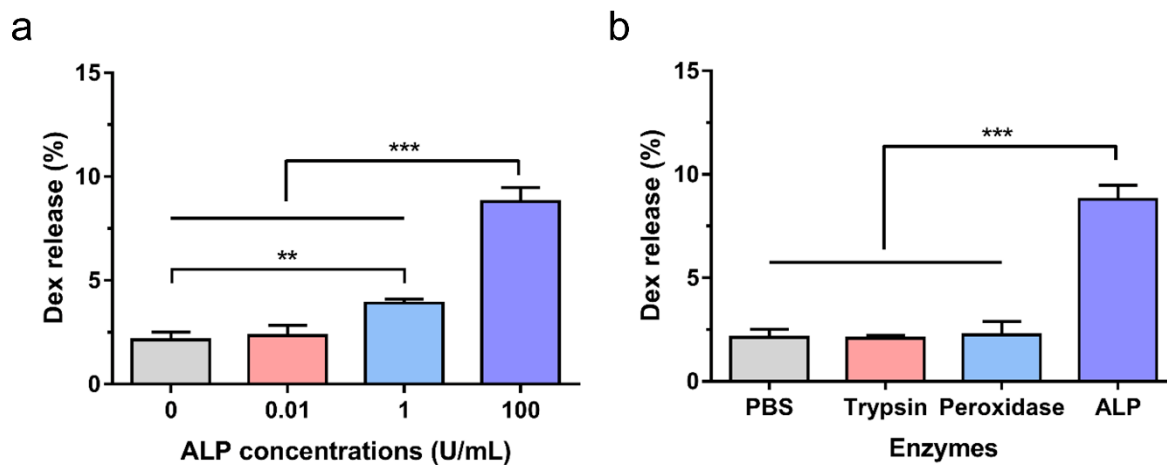 a
15
10
5
0
Dex release (%)
***
**
0 0.01 1 100
ALP concentrations (U/mL)
b
15
10
5
0
Dex release (%)
***
PBS Trypsin Peroxidase ALP
Enzymes